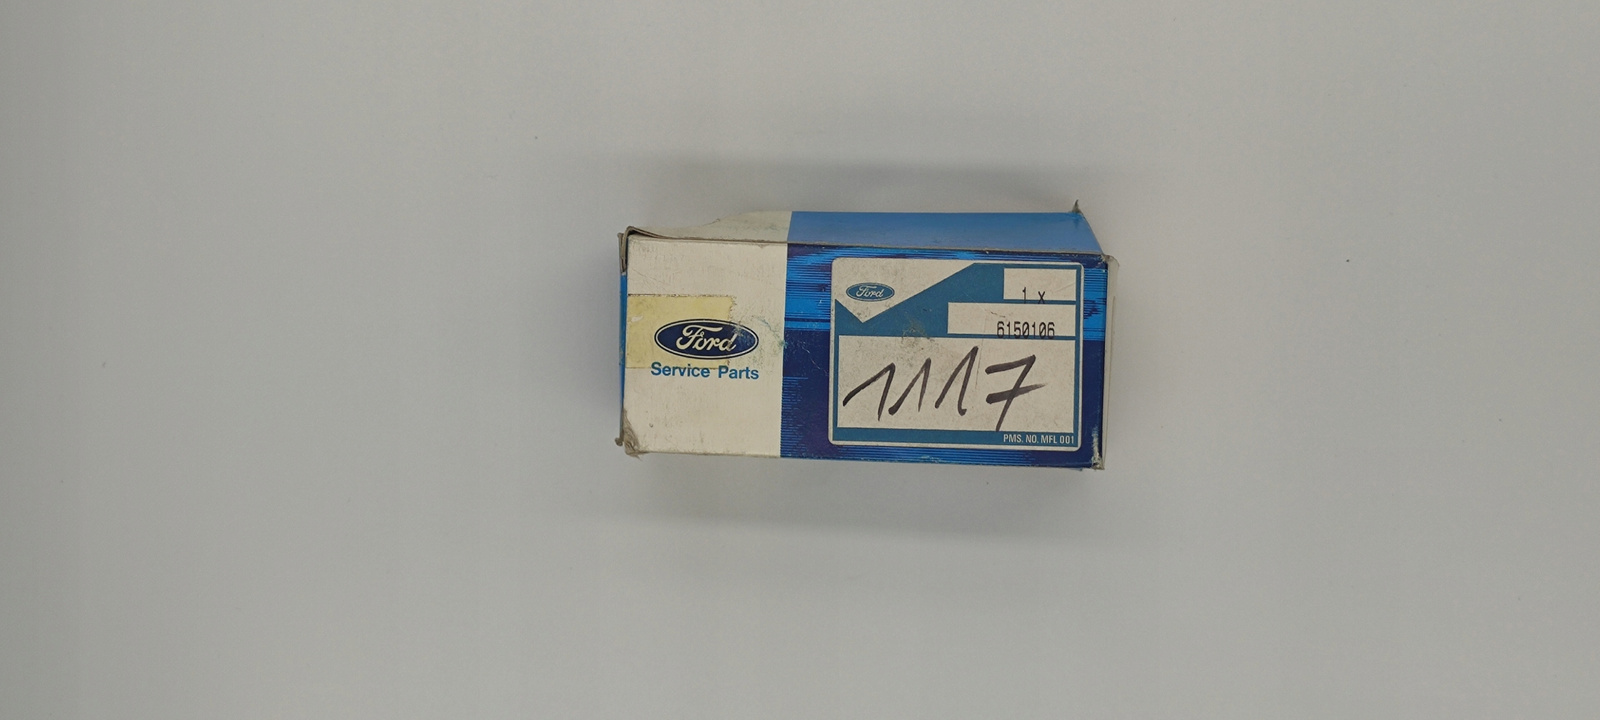 Ford
Service Parts
Ford
1 x
6150106
1117
PMS. NO. MFL 001